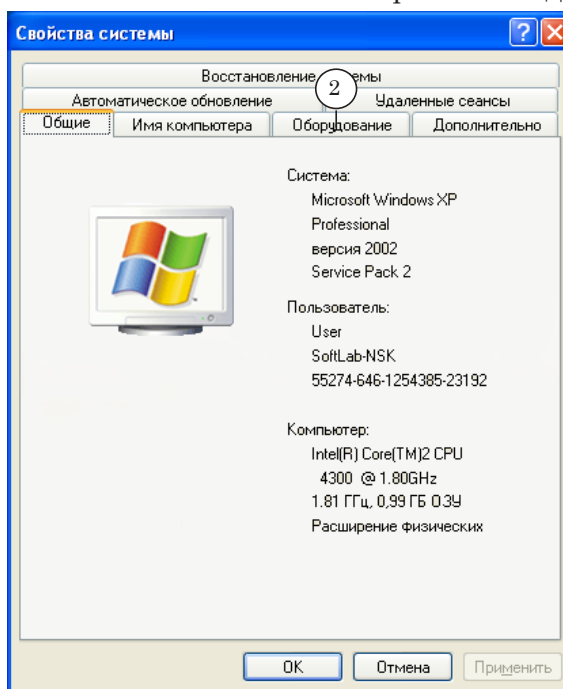 Свойства системы
Восстановление системы
2
Автоматическое обновление Удаленные сеансы
Общие Имя компьютера Оборудование Дополнительно
Система:
Microsoft Windows XP
Professional
версия 2002
Service Pack 2
Пользователь:
User
SoftLab-NSK
55274-646-1254385-23192
Компьютер:
Intel(R) Core(TM)2 CPU
4300 @ 1.80GHz
1.81 ГГц, 0,99 ГБ ОЗУ
Расширение физических
OK Отмена Применить